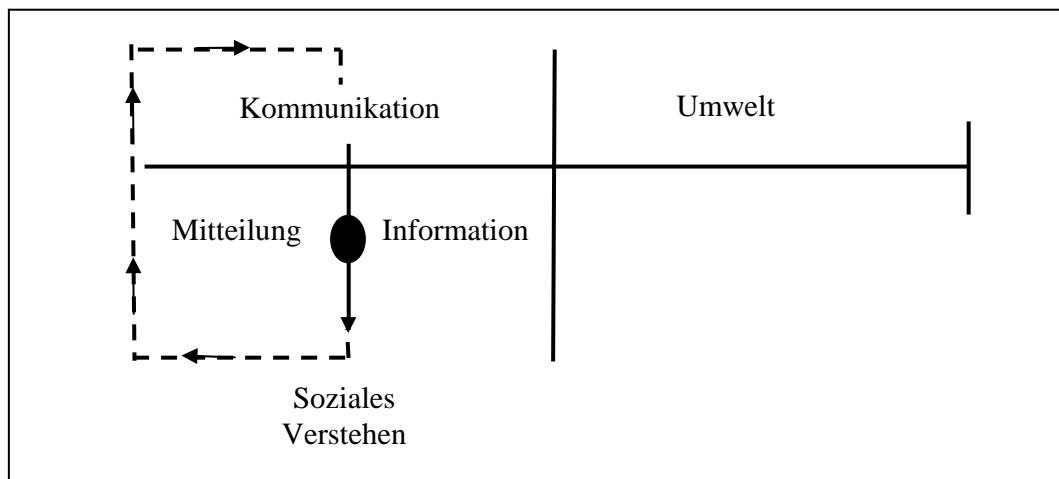 Kommunikation
Umwelt
Mitteilung
Information
Soziales
Verstehen